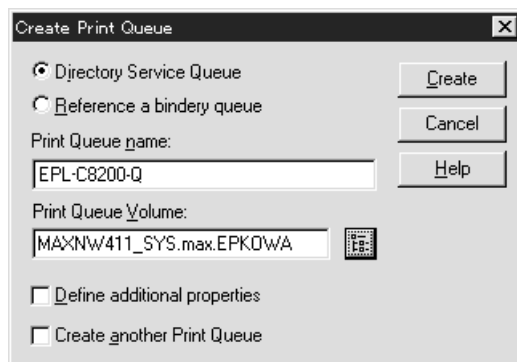 Create Print Queue
Directory Service Queue
Reference a bindery queue
Print Queue name:
EPL-C8200-Q
Print Queue Volume:
MAXNW411_SYS.max.EPKOWA
Define additional properties
Create another Print Queue
Create
Cancel
Help